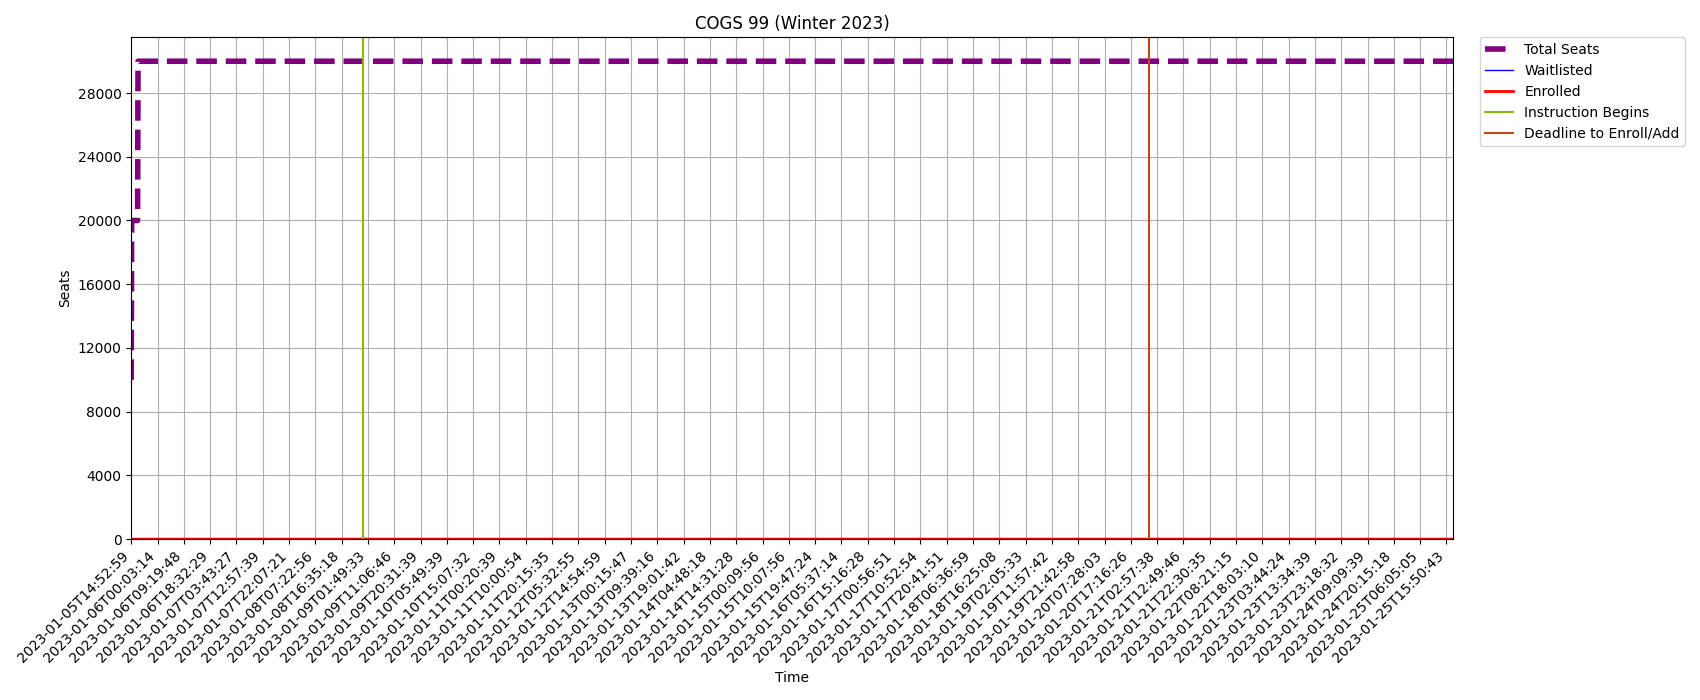 COGS 99 (Winter 2023)
Total Seats
Waitlisted
Enrolled
Instruction Begins
Deadline to Enroll/Add
Seats
28000
24000
20000
16000
12000
8000
4000
0
2023-01-05T14:52:59
2023-01-06T00:03:14
2023-01-06T09:19:48
2023-01-06T18:32:29
2023-01-07T03:43:27
2023-01-07T12:57:39
2023-01-07T22:07:21
2023-01-08T07:22:56
2023-01-08T16:35:18
2023-01-09T01:49:33
2023-01-09T11:06:46
2023-01-09T20:31:39
2023-01-10T05:49:39
2023-01-10T15:07:32
2023-01-11T00:20:39
2023-01-11T10:00:54
2023-01-11T20:15:35
2023-01-12T05:32:55
2023-01-12T14:54:59
2023-01-13T00:15:47
2023-01-13T09:39:16
2023-01-13T19:01:42
2023-01-14T04:48:18
2023-01-14T14:31:28
2023-01-15T00:09:56
2023-01-15T10:07:56
2023-01-15T19:47:24
2023-01-16T05:37:14
2023-01-16T15:16:28
2023-01-17T00:56:51
2023-01-17T10:52:54
2023-01-17T20:41:51
2023-01-18T06:36:59
2023-01-18T16:25:08
2023-01-19T02:05:33
2023-01-19T11:57:42
2023-01-19T21:42:58
2023-01-20T07:28:03
2023-01-20T17:16:26
2023-01-21T02:57:38
2023-01-21T12:49:46
2023-01-21T22:30:35
2023-01-22T08:21:15
2023-01-22T18:03:10
2023-01-23T03:44:24
2023-01-23T13:34:39
2023-01-23T23:18:32
2023-01-24T09:09:39
2023-01-24T20:15:18
2023-01-25T06:05:05
2023-01-25T15:50:43
Time